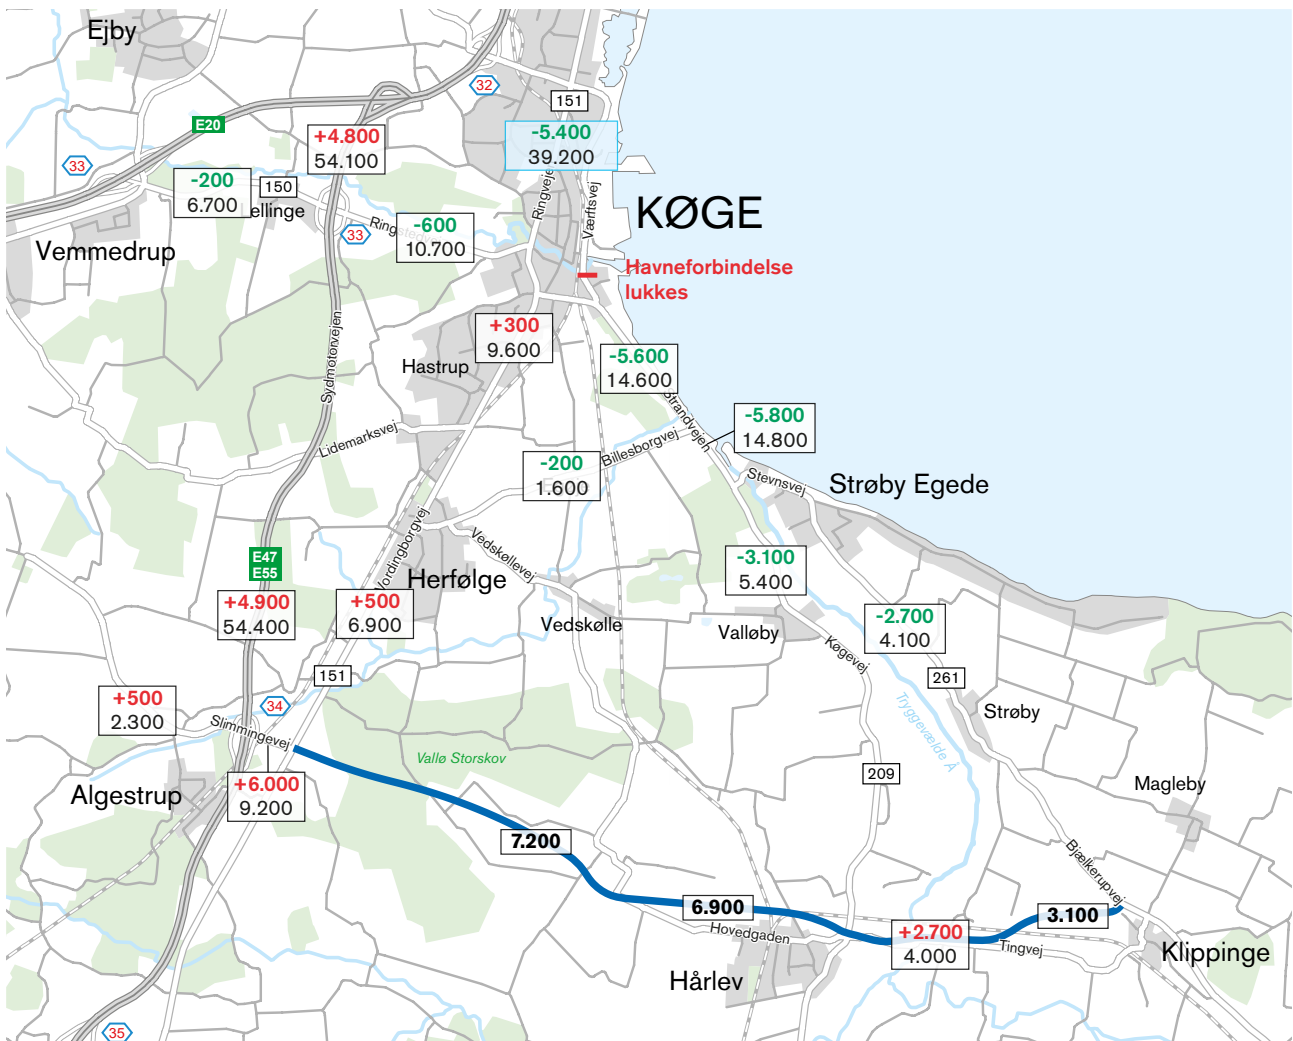 Ejby
32
151
E20
+4.800
54.100
-5.400
39.200
33
-200
6.700
150
Lellinge
Ringvejen
Værftsvej
KØGE
Vemmedrup
33
-600
10.700
Havneforbindelse
lukkes
Sydmotorvejen
+300
9.600
Hastrup
-5.600
14.600
Strandvejen
-5.800
14.800
Lidemarksvej
Billesborgvej
-200
1.600
Stevnsvej
Strøby Egede
Nordingborgvej
Vedskøllevej
E47
E55
Herfølge
-3.100
5.400
+4.900
54.400
+500
6.900
Vedskølle
Valløby
-2.700
4.100
Køgevej
151
261
+500
2.300
34
Slimmingevej
Strøby
Tryggevælde Å
Vallø Storskov
209
Magleby
Algestrup
+6.000
9.200
7.200
Bjælkerupvej
6.900
3.100
Hovedgaden
+2.700
4.000
Tingvej
Klippinge
Hårlev
35